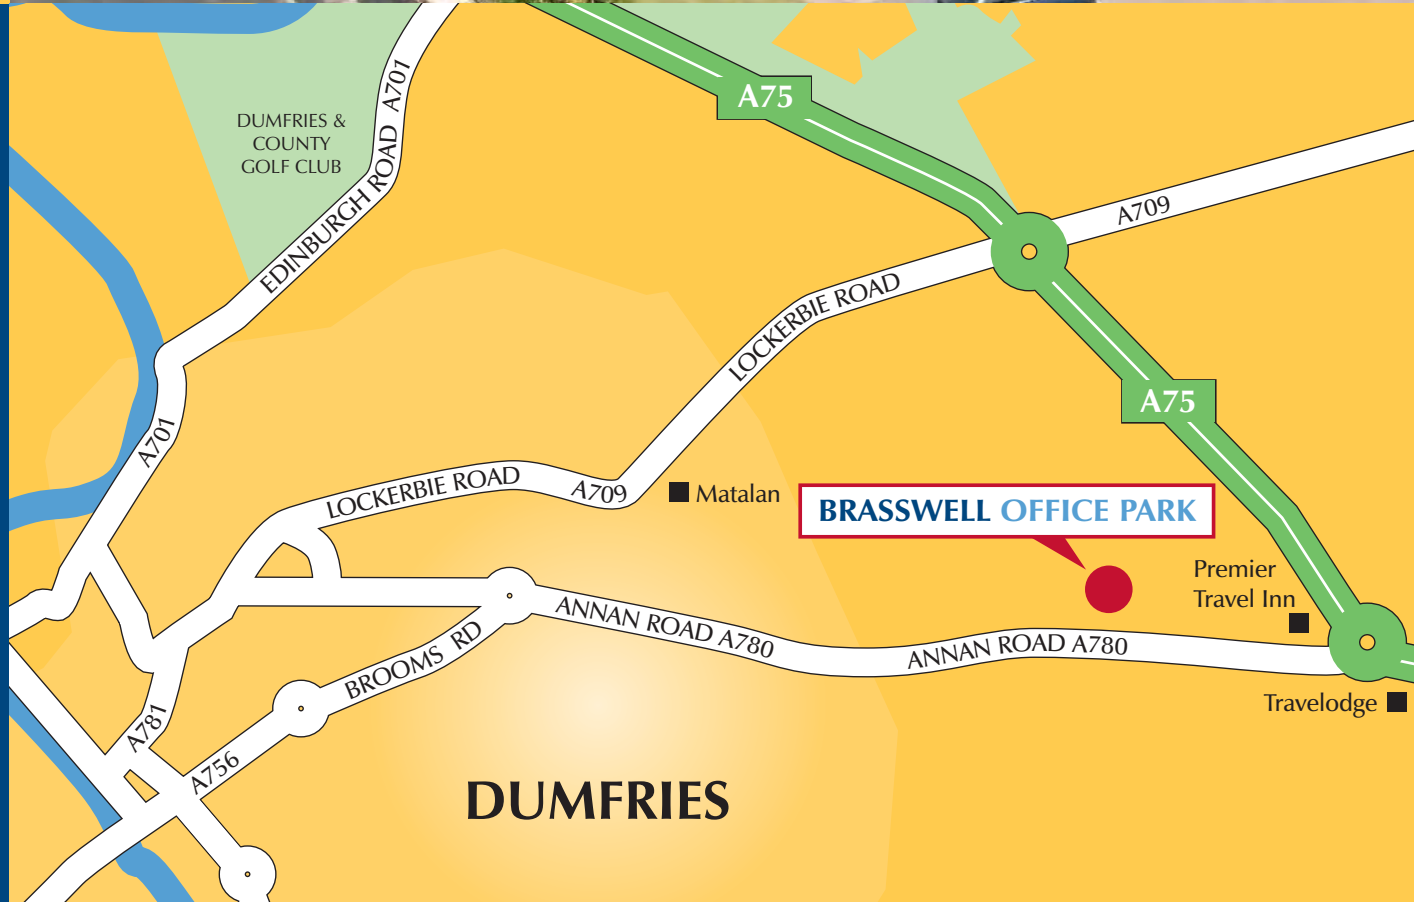 A75
A701
DUMFRIES &
COUNTY
GOLF CLUB
EDINBURGH ROAD
A709
LOCKERBIE ROAD
A75
A701
LOCKERBIE ROAD
A709
Matalan
BRASSWELL OFFICE PARK
Premier
Travel Inn
ANNAN ROAD A780
ANNAN ROAD A780
BROOMS RD
Travelodge
A781
A756
DUMFRIES